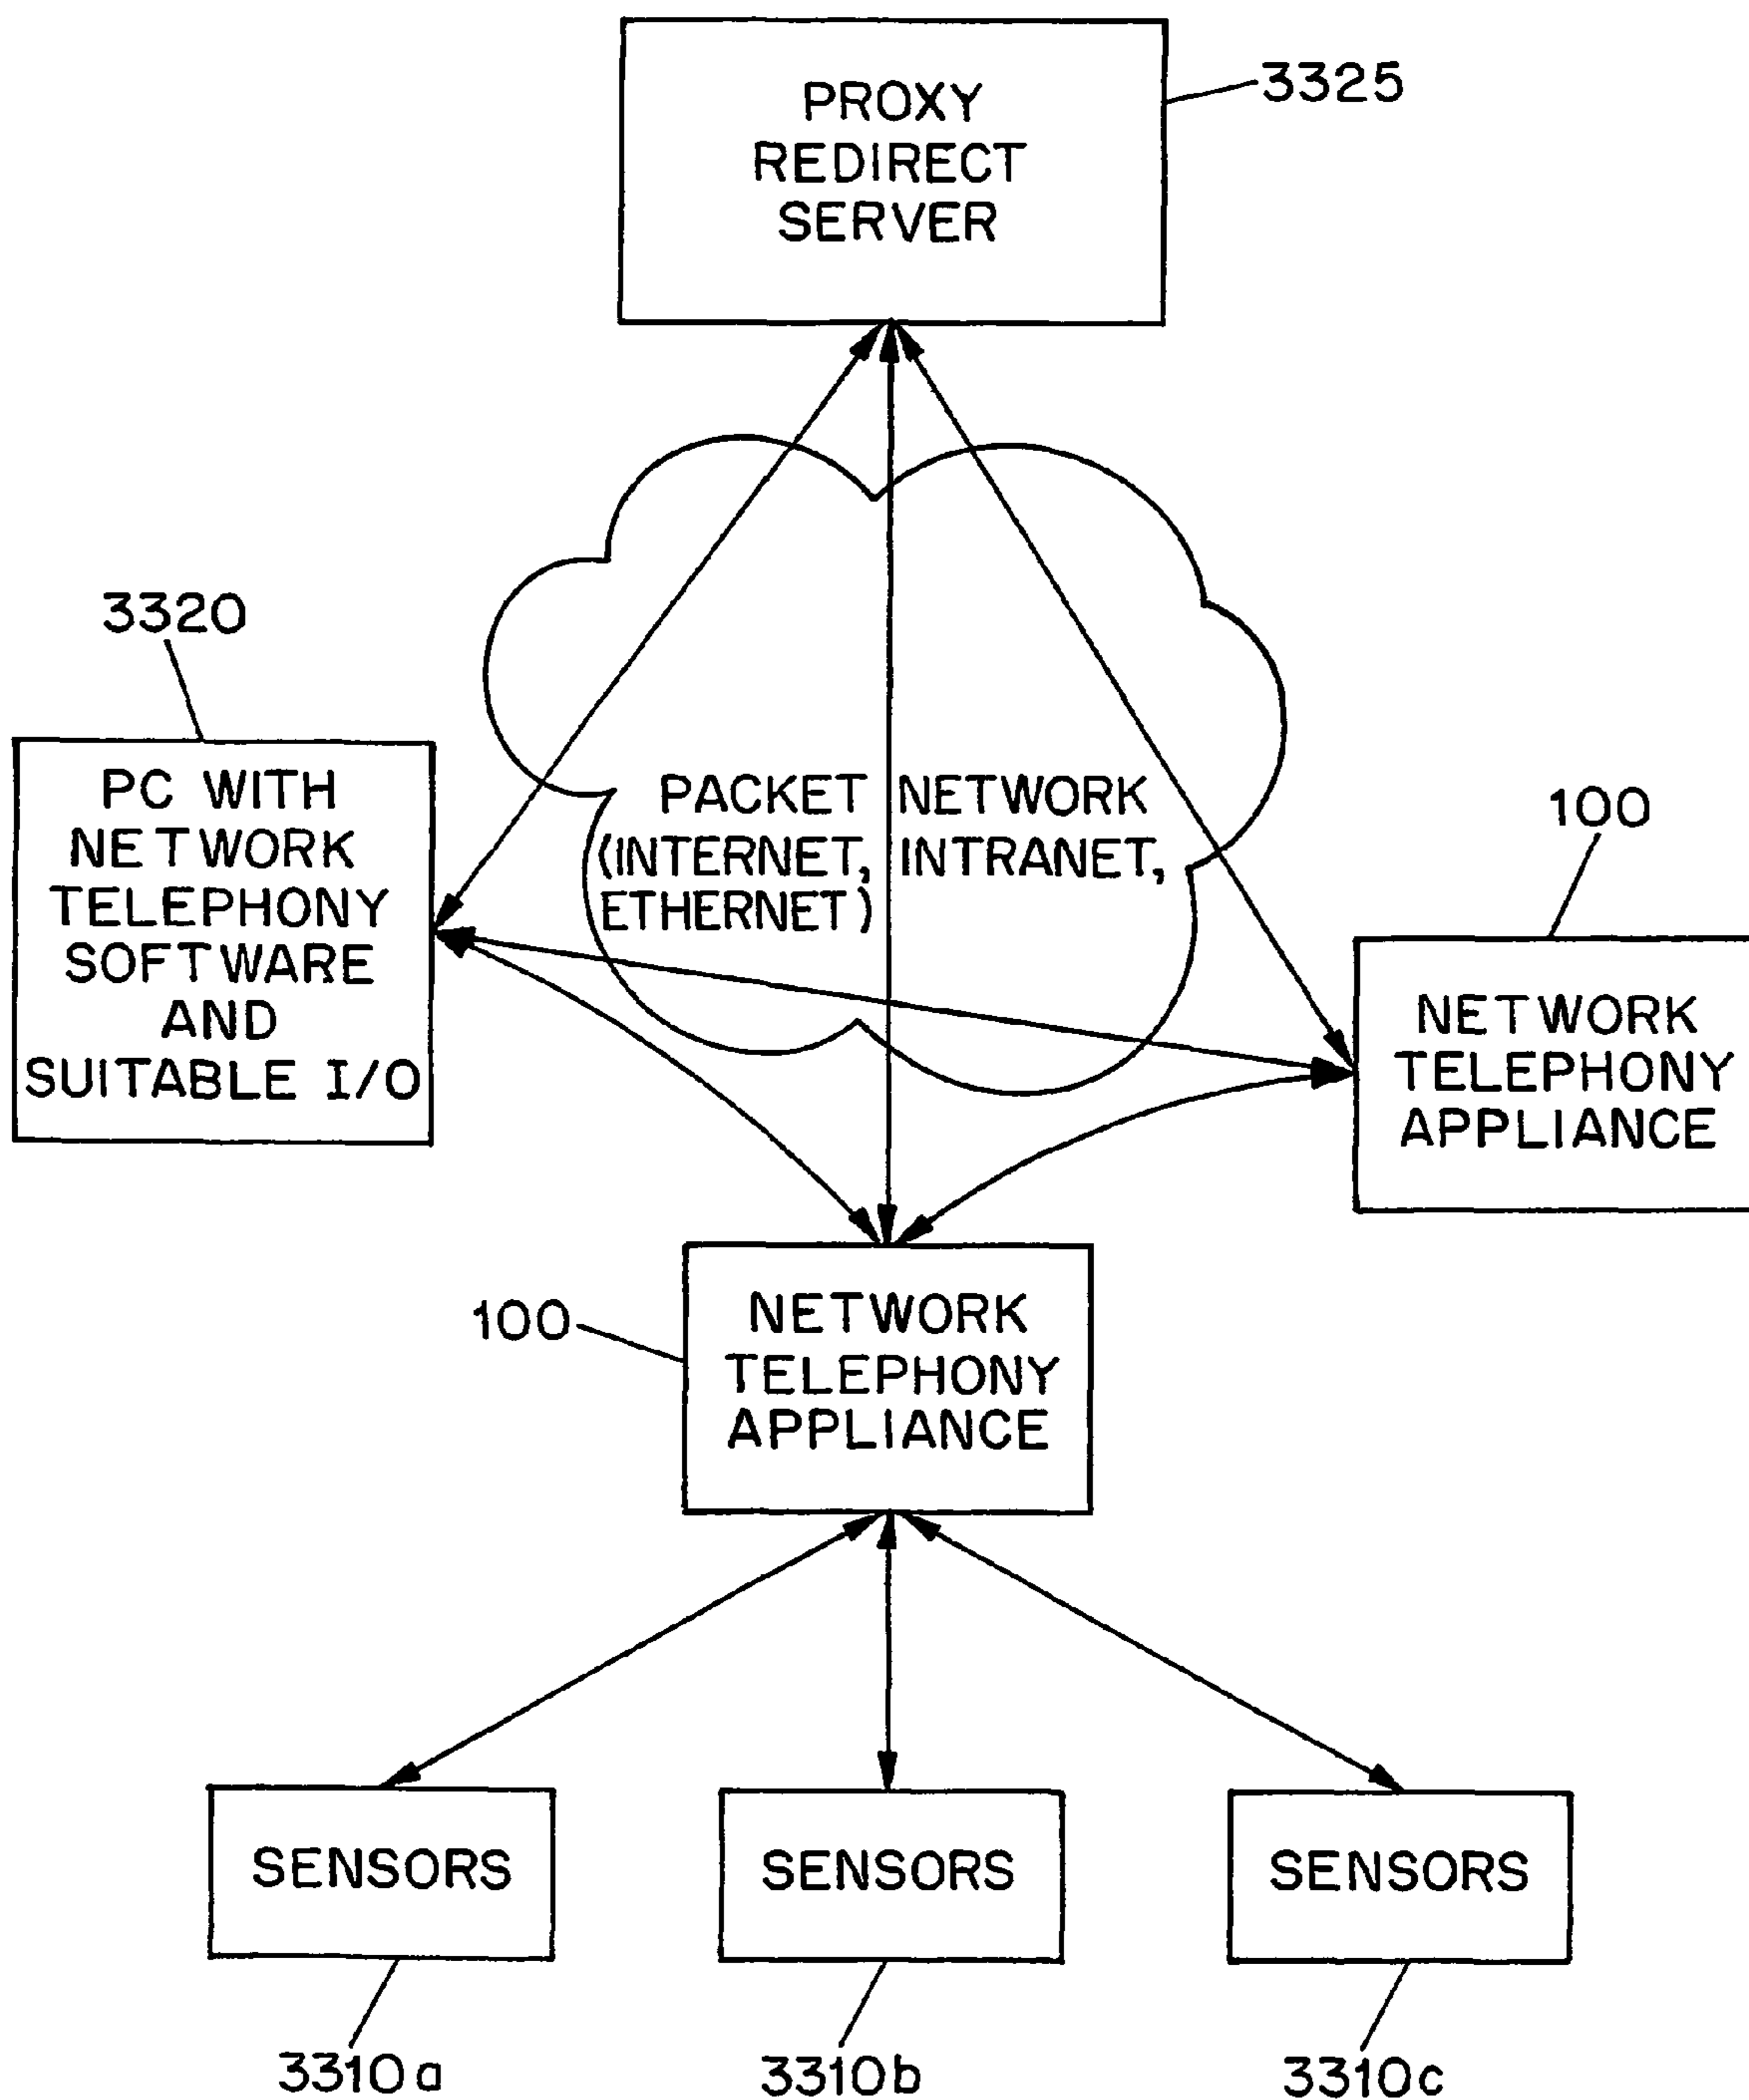 PROXY
REDIRECT
SERVER
3325
3320
PC WITH
NETWORK
TELEPHONY
SOFTWARE
AND
SUITABLE I/O
PACKET NETWORK
(INTERNET, INTRANET,
ETHERNET)
100
NETWORK
TELEPHONY
APPLIANCE
100
NETWORK
TELEPHONY
APPLIANCE
SENSORS
SENSORS
SENSORS
3310a
3310b
3310c